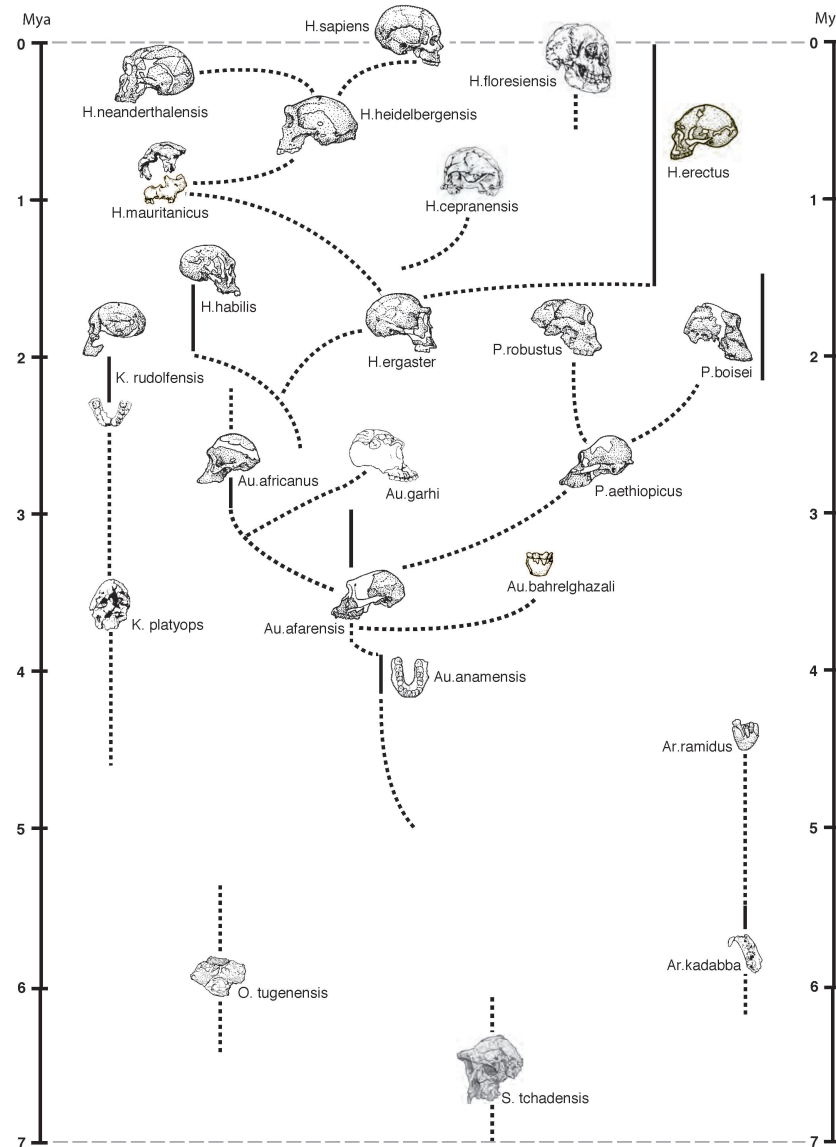 Mya
My
H.sapiens
0
0
H.floresiensis
H.neanderthalensis
H.heidelbergensis
H.erectus
1
1
H.mauritanicus
H.cepranensis
H.habilis
P.robustus
2
2
H.ergaster
P.boisei
K. rudolfensis
Au.africanus
Au.garhi
P.aethiopicus
3
3
Au.bahrelghazali
K. platyops
Au.afarensis
4
4
Au.anamensis
Ar.ramidus
5
5
Ar.kadabba
6
6
O. tugenensis
S. tchadensis
7
7